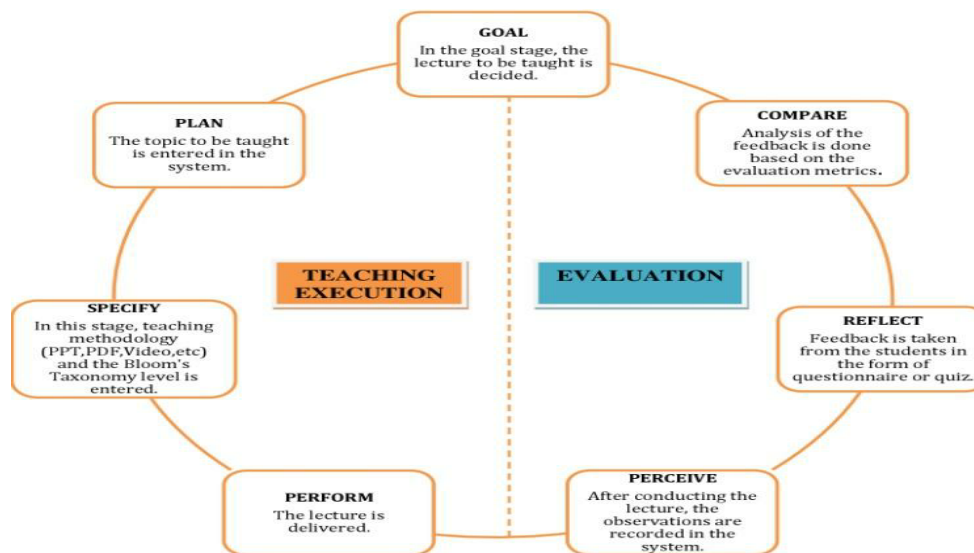 GOAL
In the goal stage, the
lecture to be taught is
decided.
PLAN
The topic to be taught
is entered in the
system.
COMPARE
Analysis of the
feedback is done
based on the
evaluation metrics.
TEACHING
EXECUTION
EVALUATION
SPECIFY
In this stage, teaching
methodology
(PPT,PDF,Video,etc)
and the Bloom's
Taxonomy level is
entered.
REFLECT
Feedback is taken
from the students in
the form of
questionnaire or quiz.
PERFORM
The lecture is
delivered.
PERCEIVE
After conducting the
lecture, the
observations are
recorded in the
system.